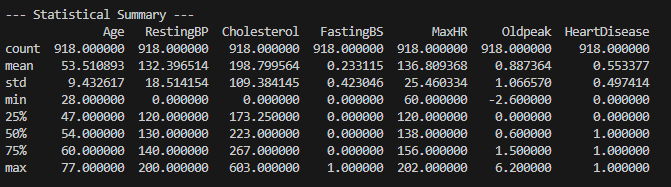 --- Statistical Summary ---
Age RestingBP Cholesterol FastingBS MaxHR Oldpeak HeartDisease
count 918.000000 918.000000 918.000000 918.000000 918.000000 918.000000 918.000000
mean 53.510893 132.396514 198.799564 0.233115 136.809368 0.887364 0.553377
std 9.432617 18.514154 109.384145 0.423046 25.460334 1.066570 0.497414
min 28.000000 0.000000 0.000000 0.000000 60.000000 -2.600000 0.000000
25% 47.000000 120.000000 173.250000 0.000000 120.000000 0.000000 0.000000
50% 54.000000 130.000000 223.000000 0.000000 138.000000 0.600000 1.000000
75% 60.000000 140.000000 267.000000 0.000000 156.000000 1.500000 1.000000
max 77.000000 200.000000 603.000000 1.000000 202.000000 6.200000 1.000000